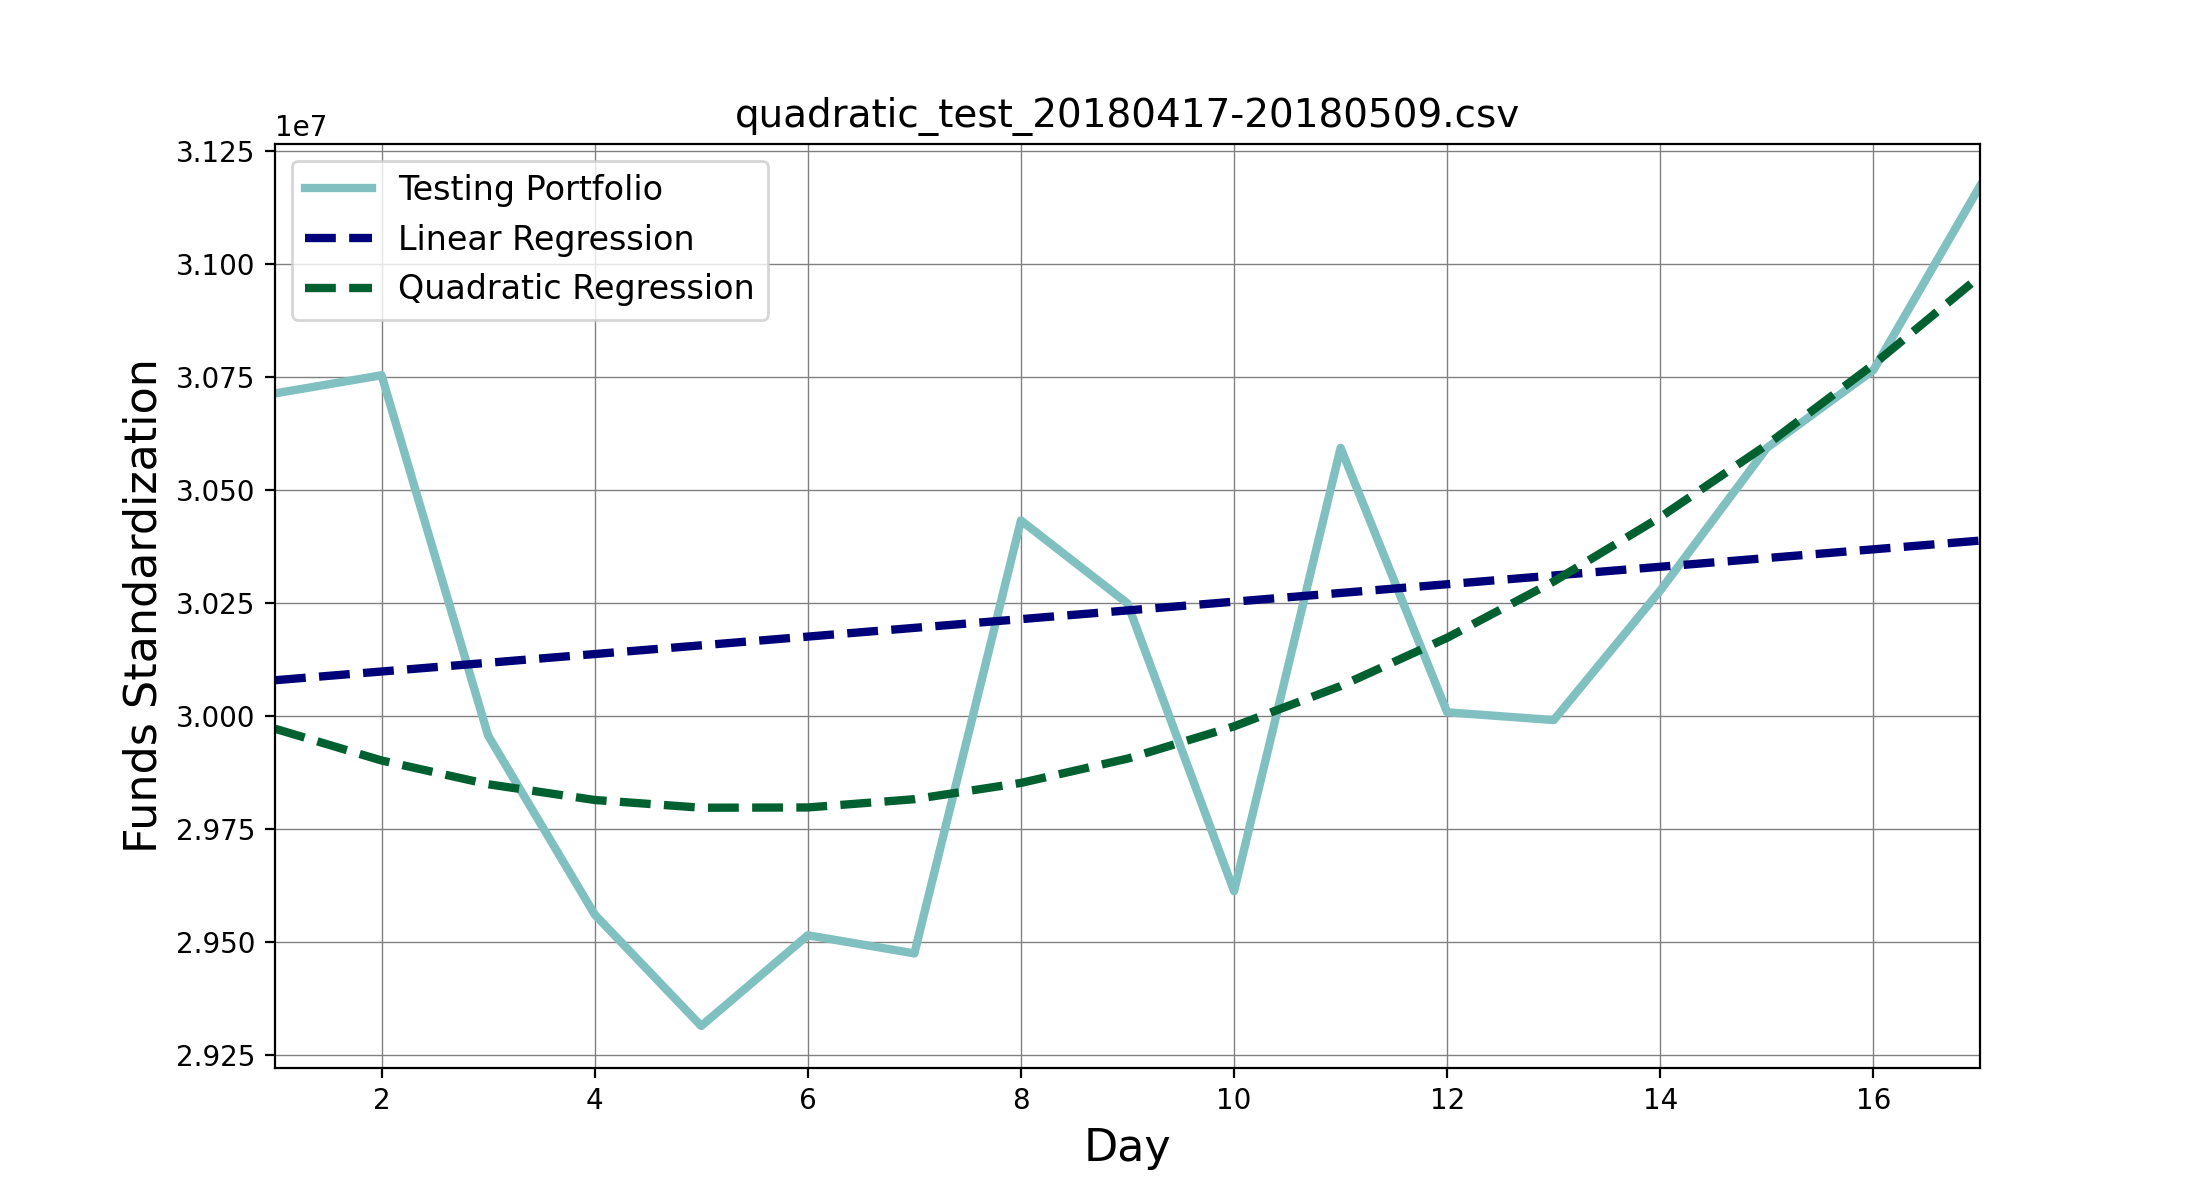 quadratic_test_20180417-20180509.csv
1e7
3.125
3.100
3.075
3.050
3.025
3.000
2.975
2.950
2.925
Funds Standardization
Testing Portfolio
Linear Regression
Quadratic Regression
2 4 6 8 10 12 14 16
Day